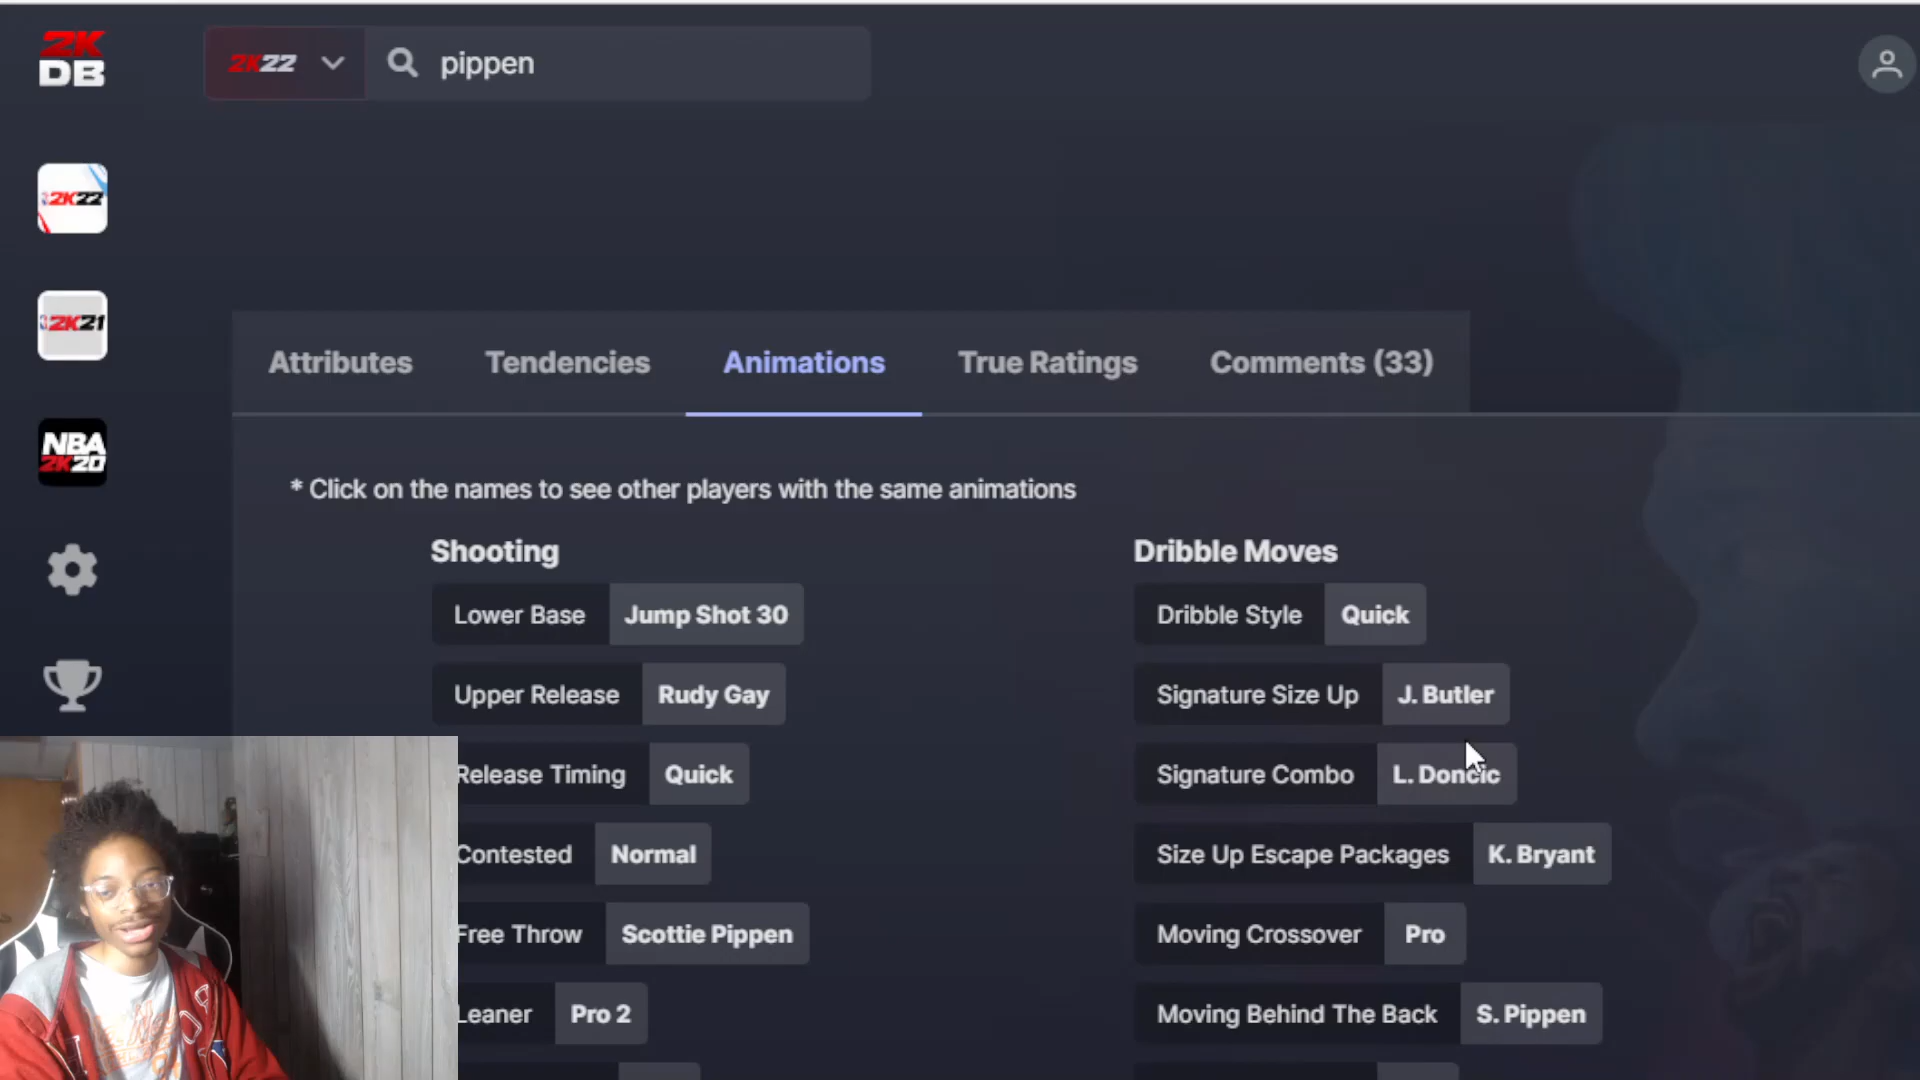 2K
DB
2K22
pippen
2K22
2K21
NBA
2K20
Attributes
Tendencies
Animations
True Ratings
Comments (33)
* Click on the names to see other players with the same animations
Shooting
Lower Base Jump Shot 30
Upper Release Rudy Gay
Release Timing Quick
Contested Normal
Free Throw Scottie Pippen
Leaner Pro 2
Dribble Moves
Dribble Style Quick
Signature Size Up J. Butler
Signature Combo L. Doncic
Size Up Escape Packages K. Bryant
Moving Crossover Pro
Moving Behind The Back S. Pippen